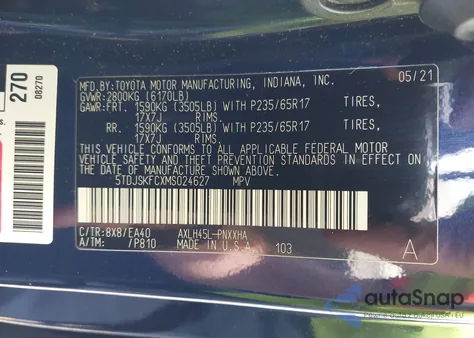 270
08270
MFD. BY: TOYOTA MOTOR MANUFACTURING, INDIANA, INC. 05/21
GVWR: 2800KG (6170LB)
GAWR: FRT. 1590KG (3505LB) WITH P235/65R17 TIRES,
17X7J RIMS.
RR. 1590KG (3505LB) WITH P235/65R17 TIRES,
17X7J RIMS.
THIS VEHICLE CONFORMS TO ALL APPLICABLE FEDERAL MOTOR
VEHICLE SAFETY AND THEFT PREVENTION STANDARDS IN EFFECT ON
THE DATE OF MANUFACTURE SHOWN ABOVE.
5TDJSKFCXMS024627 MPV
C/TR: 8X8/EA40 AXLH45L-PNXXHA
A/TM: /P810 MADE IN U.S.A. 103 A
autoSnap